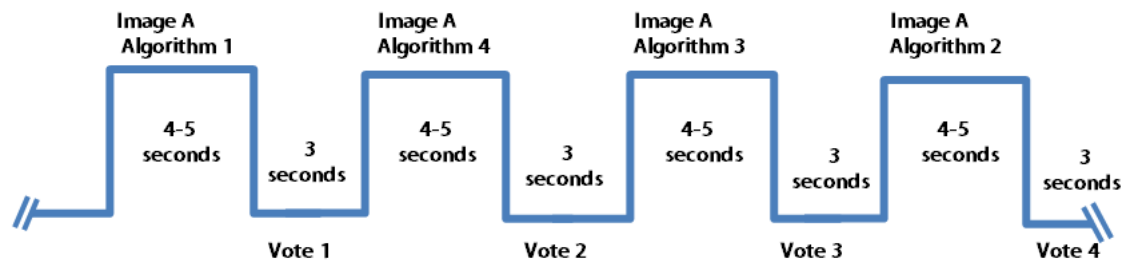 Image A
Algorithm 1
Image A
Algorithm 4
Image A
Algorithm 3
Image A
Algorithm 2
4-5
seconds
3
seconds
4-5
seconds
3
seconds
4-5
seconds
3
seconds
4-5
seconds
3
seconds
Vote 1
Vote 2
Vote 3
Vote 4